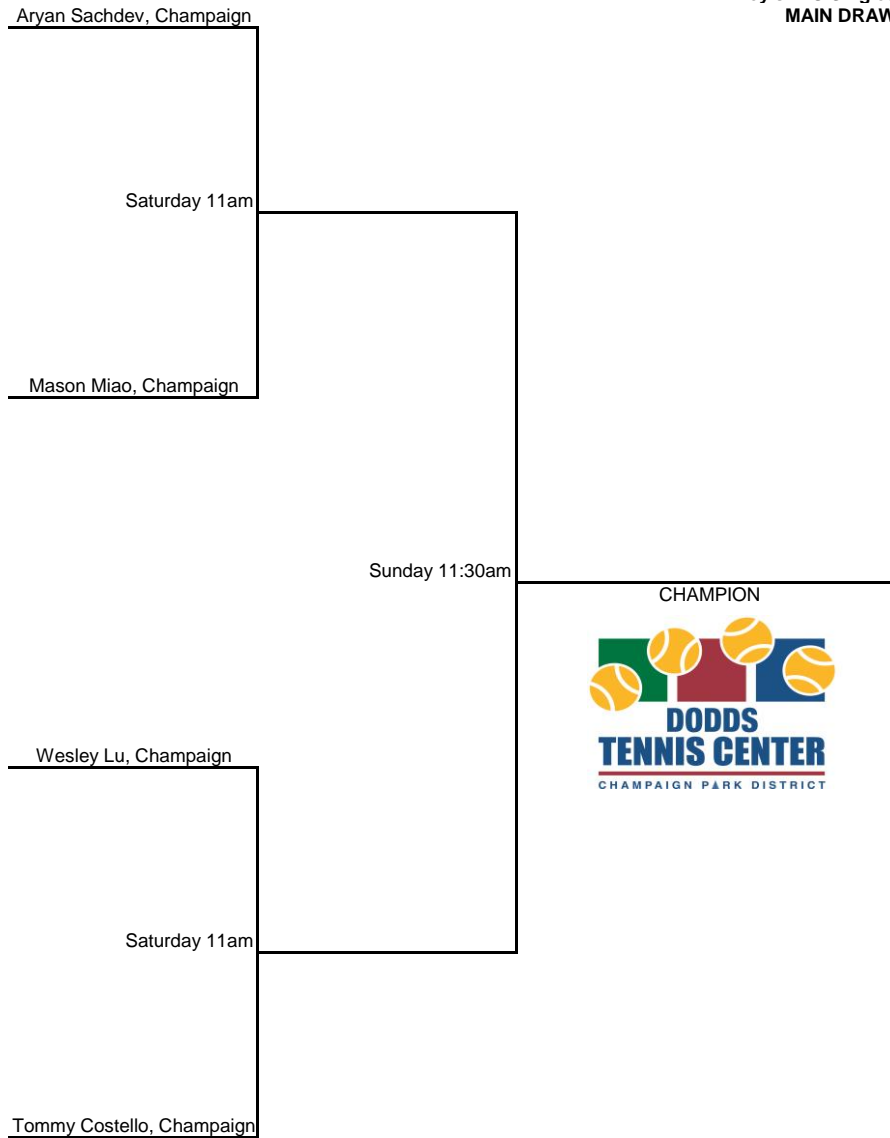 Aryan Sachdev, Champaign
MAIN DRAW
Saturday 11am
Mason Miao, Champaign
Sunday 11:30am
CHAMPION
DODDS
TENNIS CENTER
CHAMPAIGN PARK DISTRICT
Wesley Lu, Champaign
Saturday 11am
Tommy Costello, Champaign